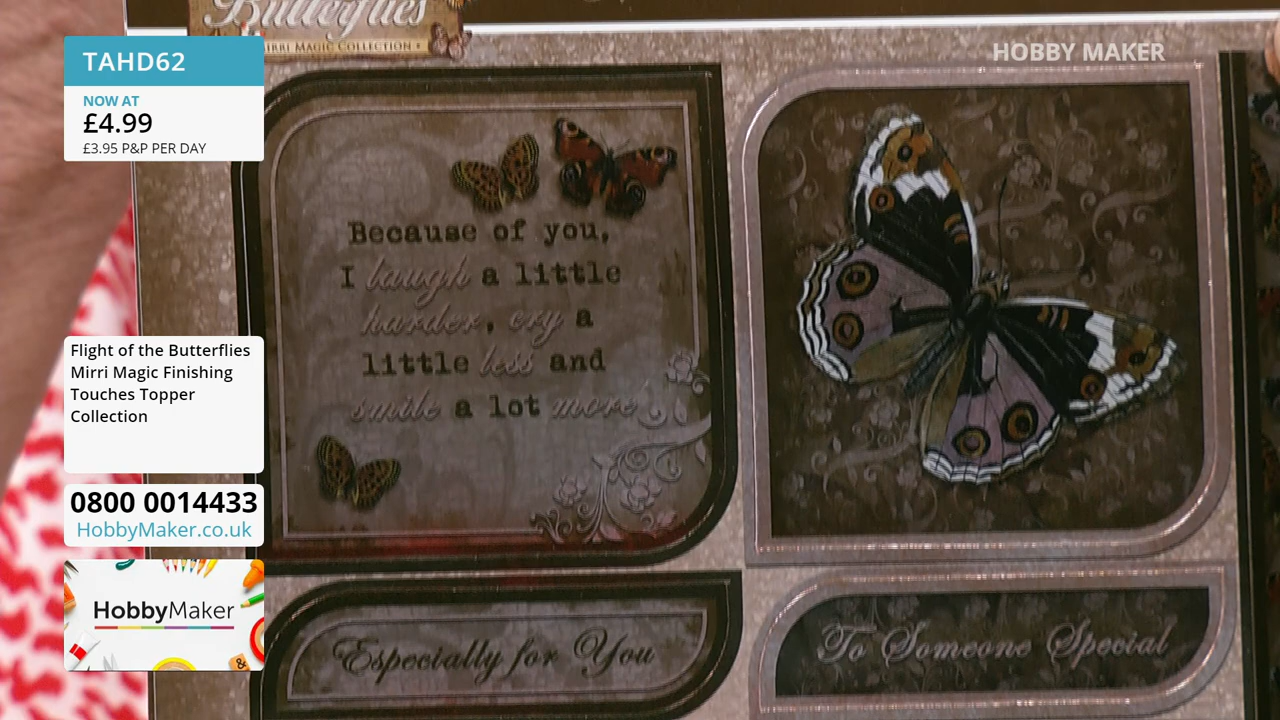 Butterflies
MIRRI MAGIC COLLECTION
TAHD62
NOW AT
£4.99
£3.95 P&P PER DAY
HOBBY MAKER
Because of you,
I laugh a little
harder, cry a
little less and
smile a lot more
Flight of the Butterflies
Mirri Magic Finishing
Touches Topper
Collection
0800 0014433
HobbyMaker.co.uk
HobbyMaker
&
Especially for You
To Someone Special